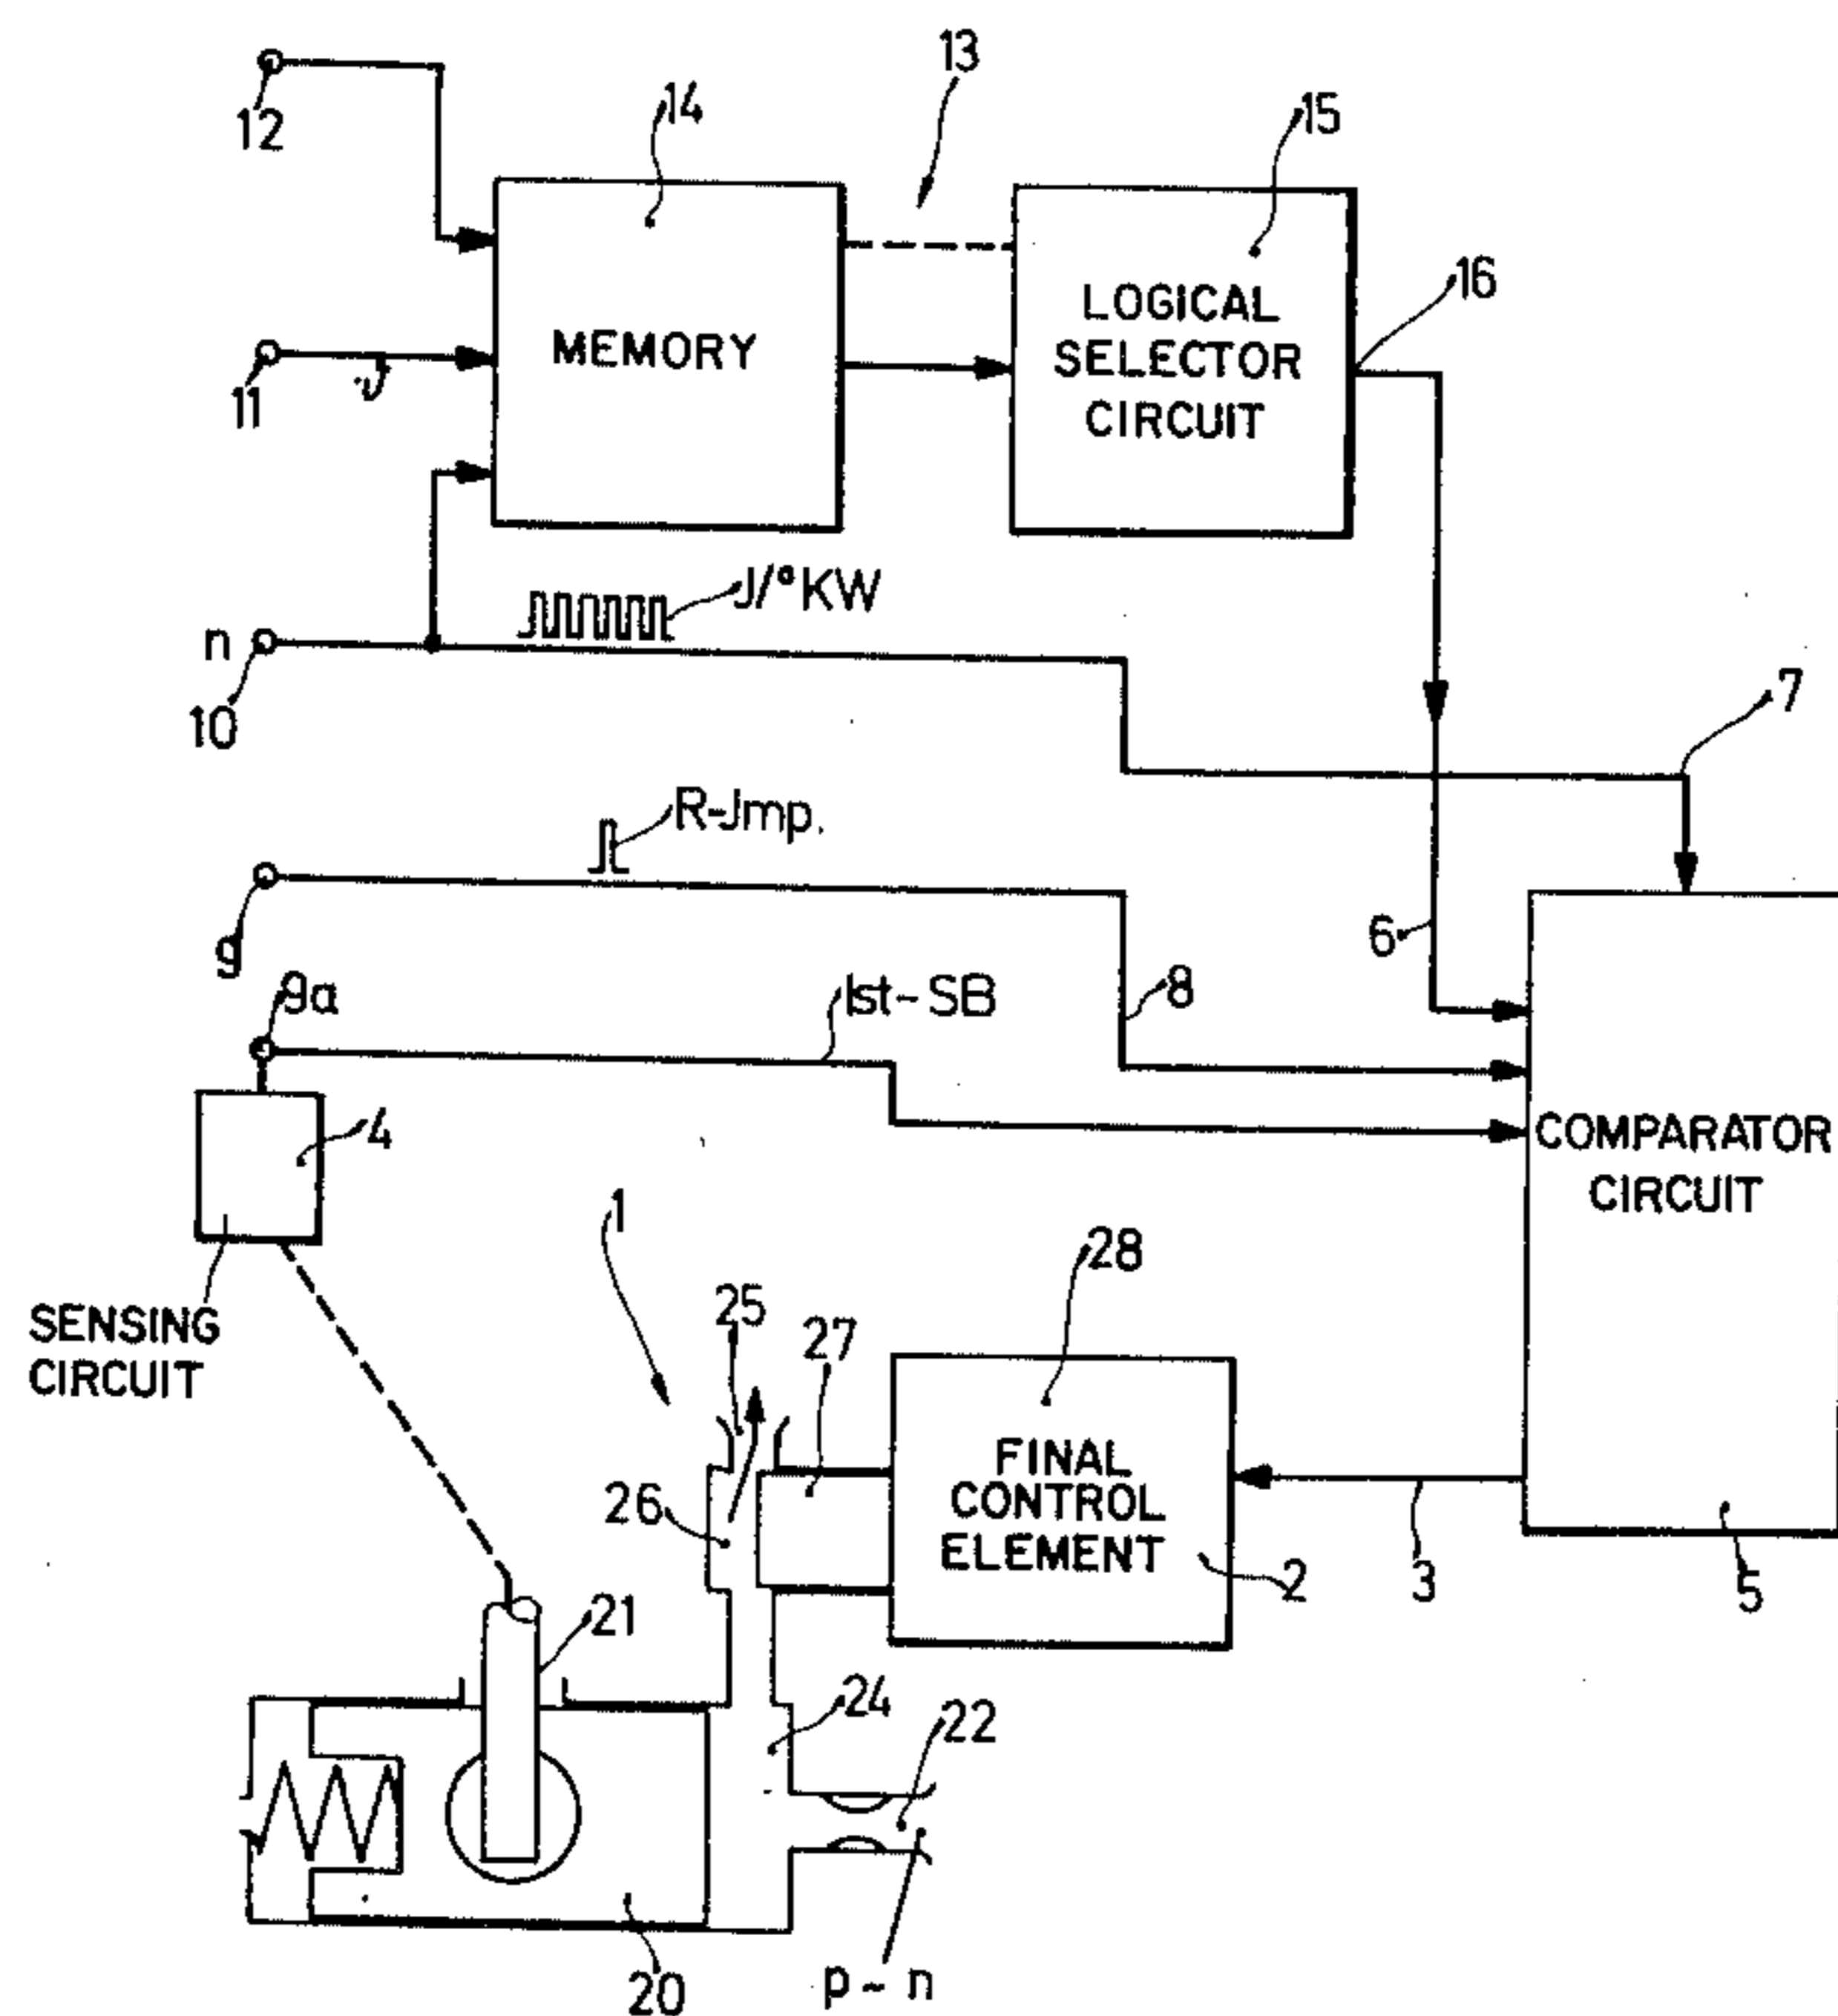 13
12
14
15
16
LOGICAL
SELECTOR
CIRCUIT
MEMORY
11
ϑ
J/°KW
n
10
7
R-Jmp.
6
9
9a
Ist-SB
8
4
COMPARATOR
CIRCUIT
1
28
SENSING
CIRCUIT
25
27
FINAL
CONTROL
ELEMENT
26
2
3
5
21
24
22
20
p~n